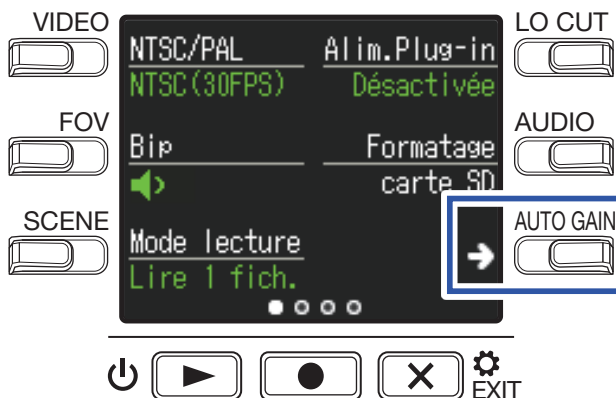 VIDEO
LO CUT
NTSC/PAL
Alim.Plug-in
NTSC(30FPS)
Désactivée
FOV
AUDIO
Bip
Formatage
carte SD
SCENE
AUTO GAIN
Mode lecture
Lire 1 fich.
EXIT